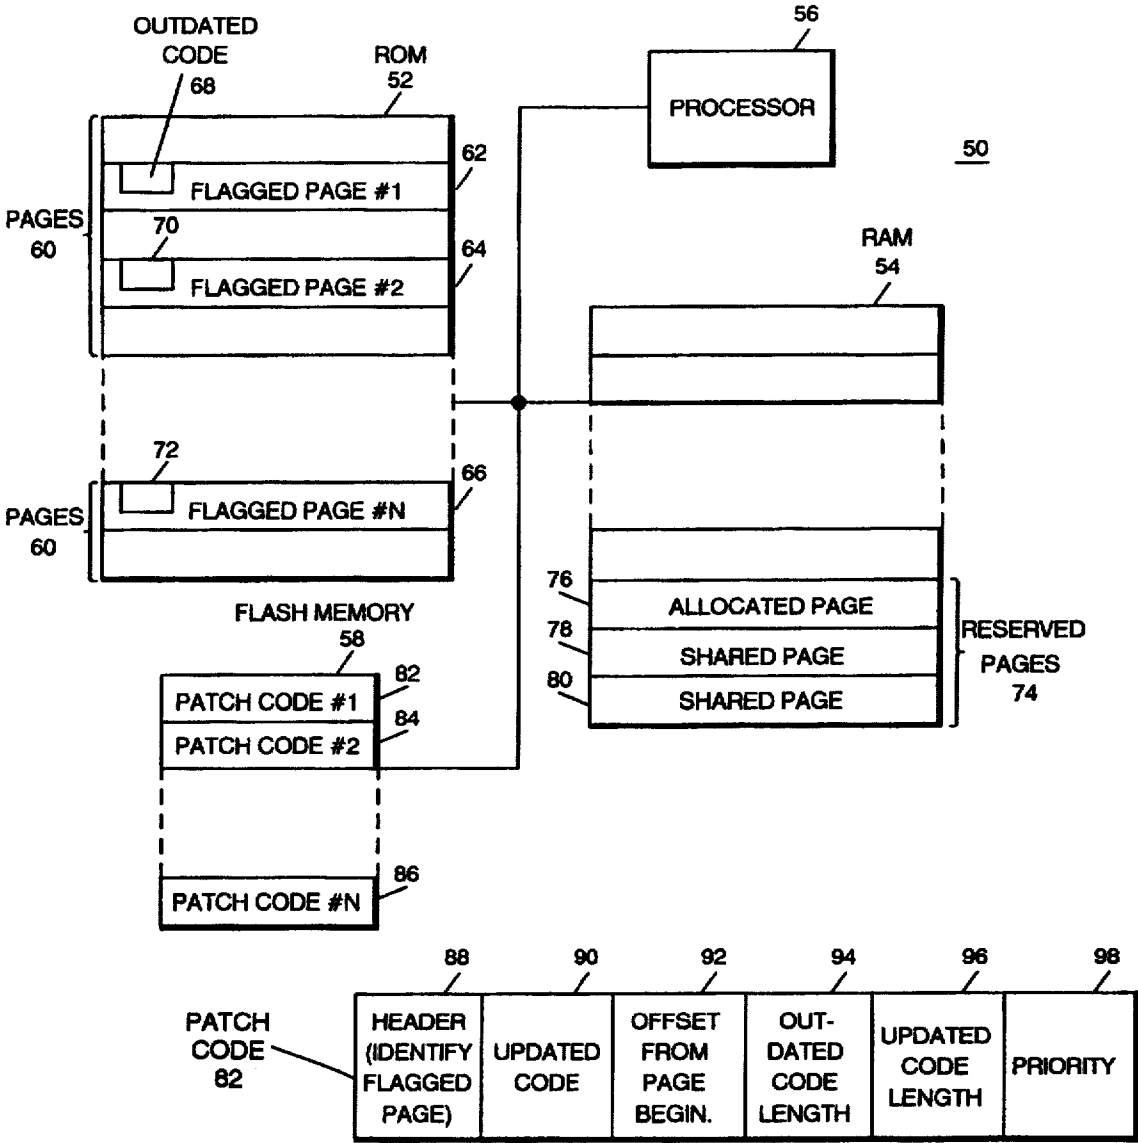 OUTDATED
CODE
68
ROM
52
56
PROCESSOR
50
PAGES
60
62
FLAGGED PAGE #1
70
64
FLAGGED PAGE #2
RAM
54
72
66
PAGES
60
FLAGGED PAGE #N
FLASH MEMORY
58
82
PATCH CODE #1
84
PATCH CODE #2
86
PATCH CODE #N
76
ALLOCATED PAGE
78
SHARED PAGE
80
SHARED PAGE
RESERVED
PAGES
74
88
90
92
94
96
98
PATCH
CODE
82
HEADER
(IDENTIFY
FLAGGED
PAGE)
UPDATED
CODE
OFFSET
FROM
PAGE
BEGIN.
OUT-
DATED
CODE
LENGTH
UPDATED
CODE
LENGTH
PRIORITY